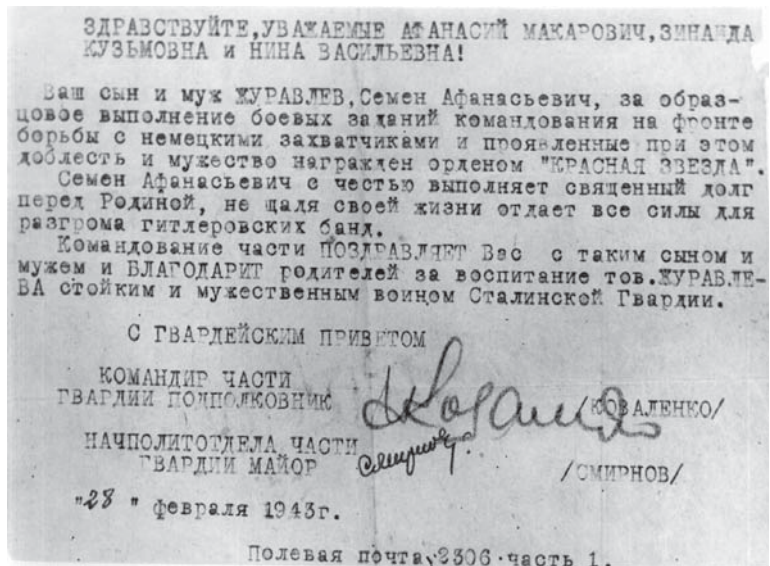 ЗДРАВСТВУЙТЕ,УВАЖАЕМЫЕ АФАНАСИЙ МАКАРОВИЧ,ЗИНАИДА
КУЗЬМОВНА и НИНА ВАСИЛЬЕВНА!
Ваш сын и муж ЖУРАВЛЕВ,Семен Афанасьевич, за образ-
цовое выполнение боевых заданий командования на фронте
борьбы с немецкими захватчиками и проявленные при этом
доблесть и мужество награжден орденом "КРАСНАЯ ЗВЕЗДА".
Семен Афанасьевич с честью выполняет священный долг
перед Родиной, не щадя своей жизни отдает все силы для
разгрома гитлеровских банд.
Командование части ПОЗДРАВЛЯЕТ Вас с таким сыном и
мужем и БЛАГОДАРИТ родителей за воспитание тов.ЖУРАВЛЕ-
ВА стойким и мужественным воином Сталинской Гвардии.
С ГВАРДЕЙСКИМ ПРИВЕТОМ
КОМАНДИР ЧАСТИ
ГВАРДИИ ПОДПОЛКОВНИК /КОВАЛЕНКО/
НАЧПОЛИТОТДЕЛА ЧАСТИ
ГВАРДИИ МАЙОР Смирнов /СМИРНОВ/
"28" февраля 1943г.
Полевая почта 2306 часть 1.